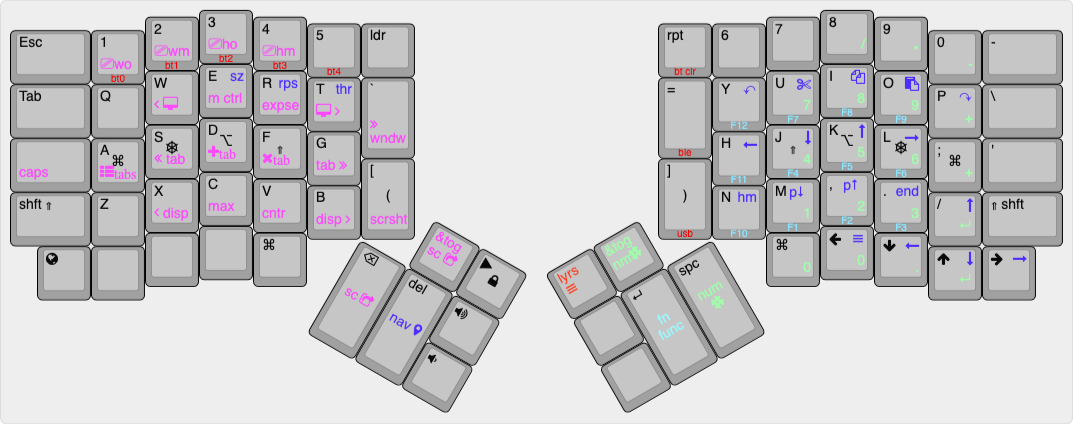 Esc
1
wo
bt0
2
wm
bt1
3
ho
bt2
4
hm
bt3
5
bt4
ldr
rpt
bt clr
6
7
8
/
9
*
0
-
-
Tab
Q
W
<
E sz
m ctrl
R rps
expse
T thr
>
`
»
wndw
=
ble
Y
F12
U
7
F7
I
8
F8
O
9
F9
P
+
\
caps
A ⌘
tabs
S
« tab
D ⌥
tab
F ⇑
tab
G
tab »
H ←
F11
J ↓
⇑
4
F4
K ↑
⌥
5
F5
L →
6
F6
; ⌘
+
'
shft ⇑
Z
X
< disp
C
max
V
cntr
B
disp >
[
(
scrsht
]
)
usb
N hm
F10
M p↓
1
F1
, p↑
2
F2
. end
3
F3
/ ↑
↵
⇑ shft
⌘
⌘
0
← ≡
0
↓ ←
.
↑ ↓
↵
→ →
&tog
sc
sc
del
nav
lyrs
&tog
nm
↵
fn
func
spc
num